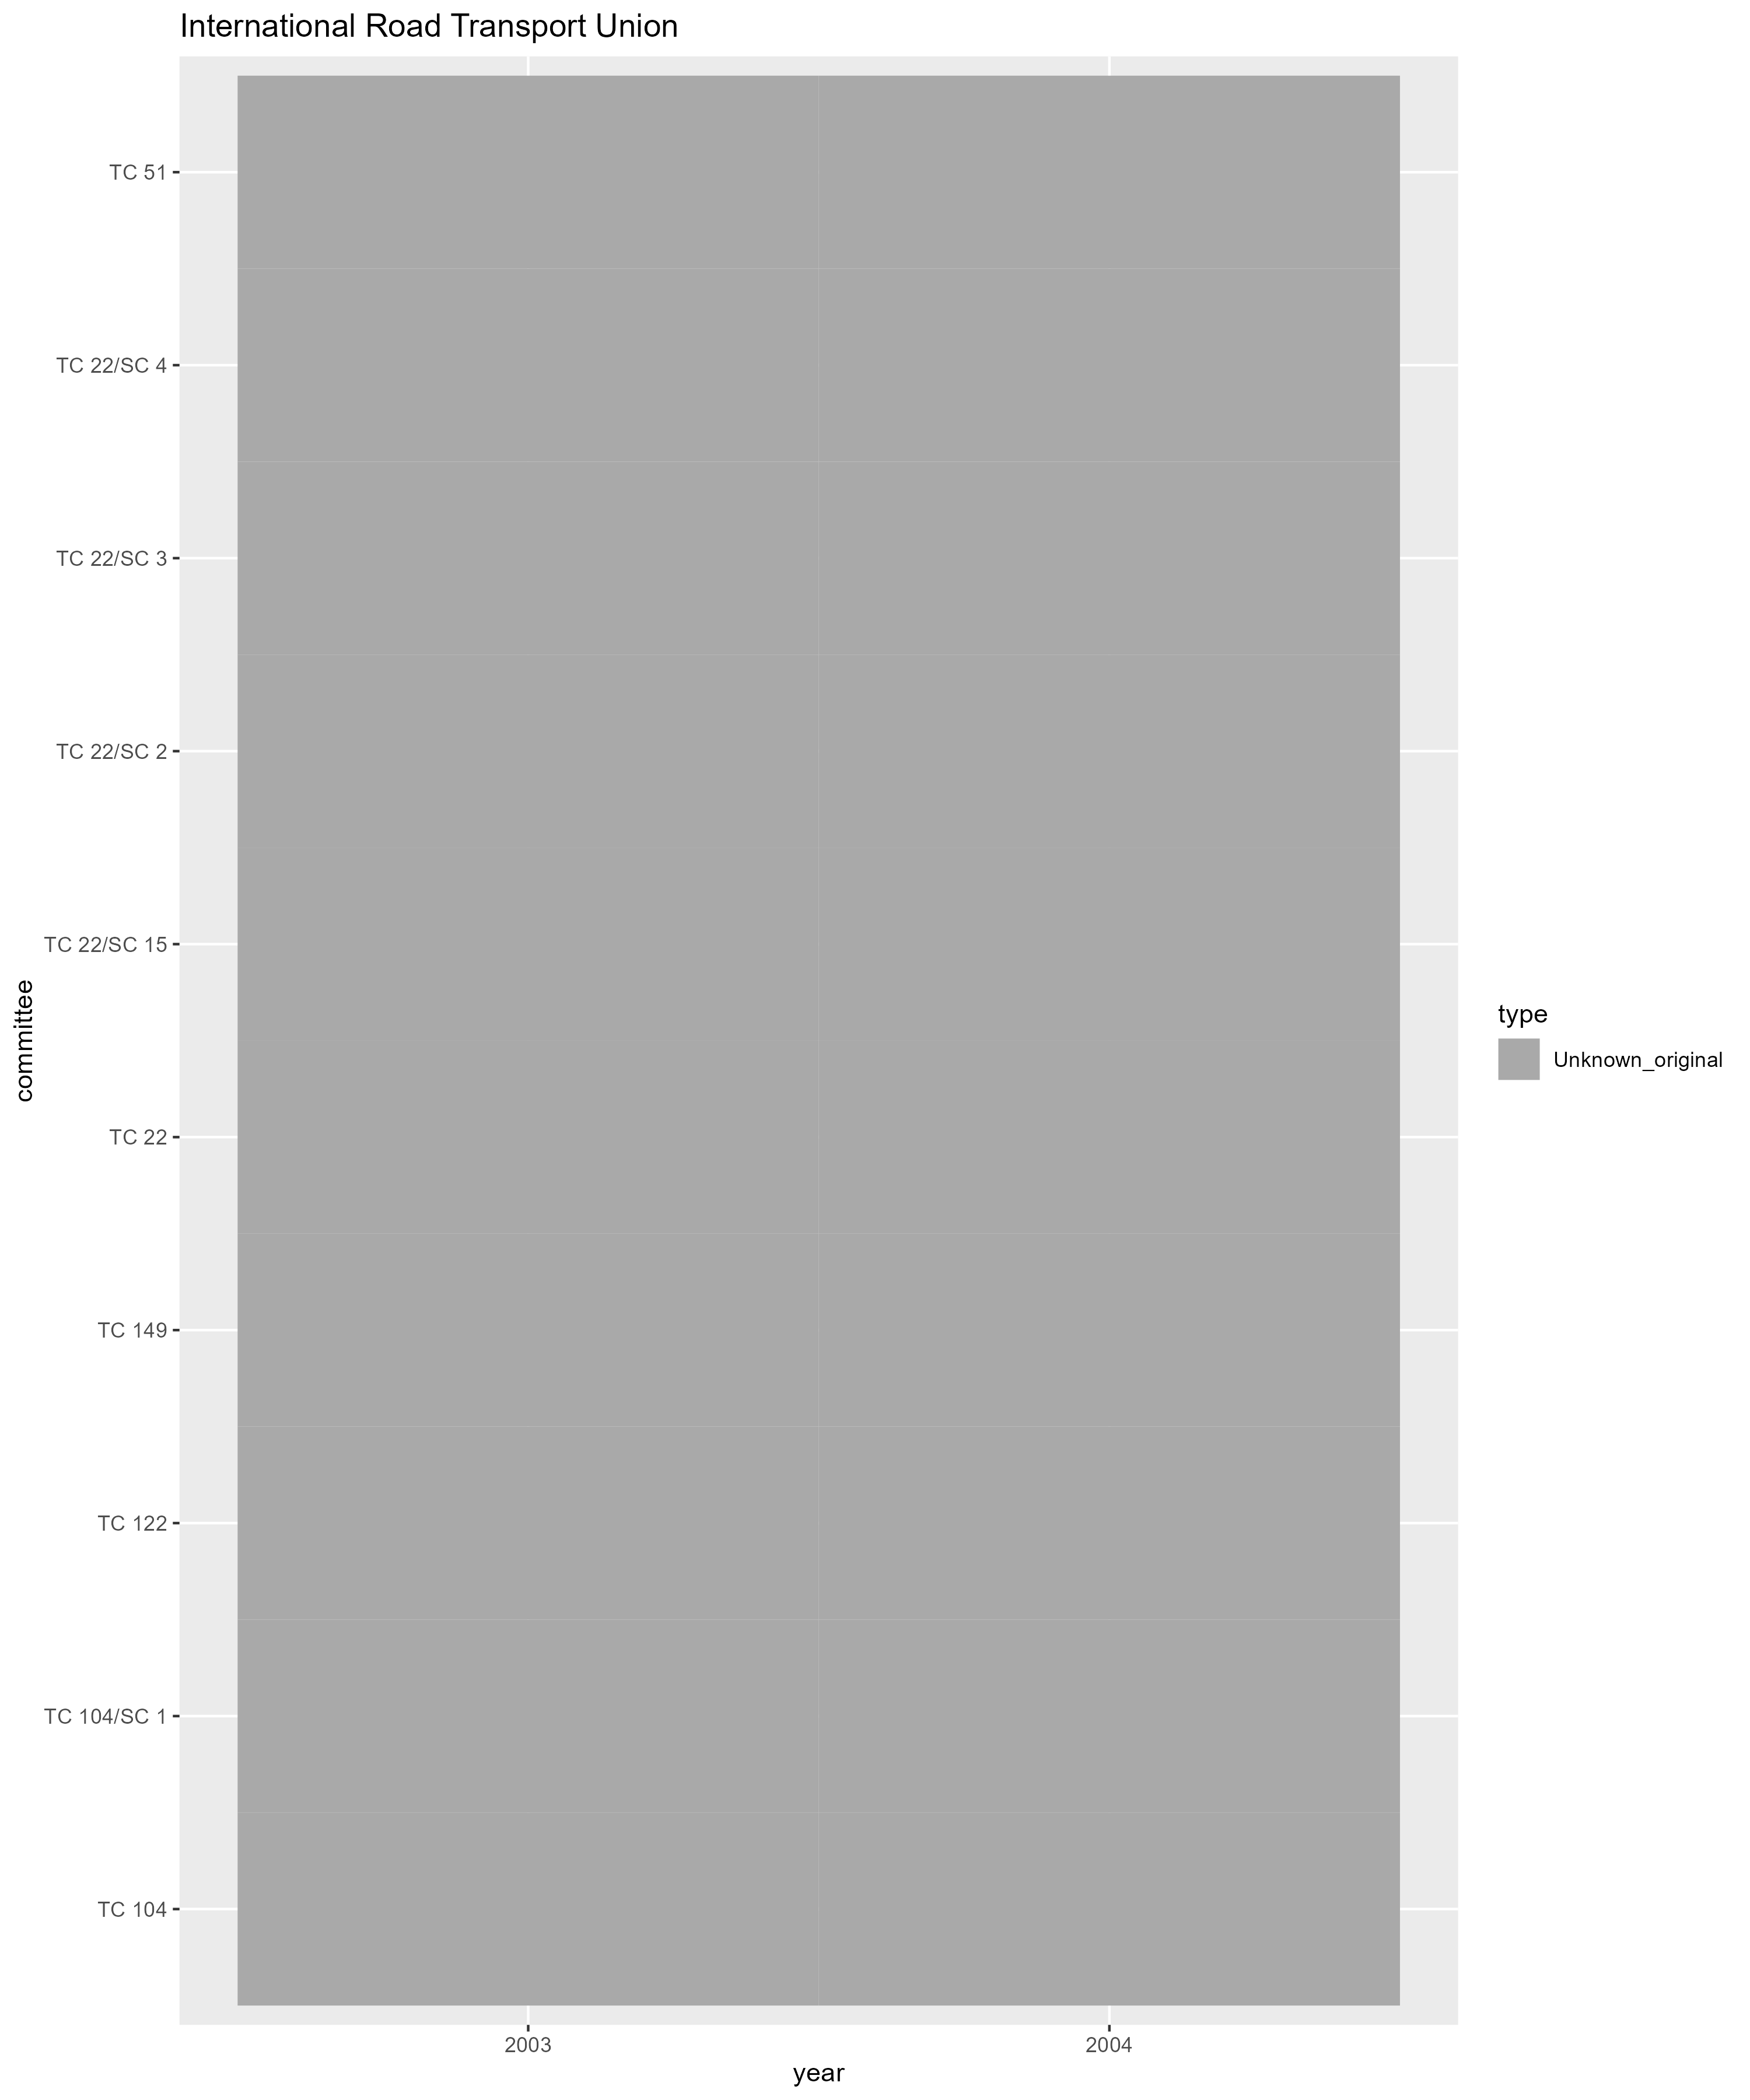 International Road Transport Union
TC 51
TC 22/SC 4
TC 22/SC 3
TC 22/SC 2
TC 22/SC 15
TC 22
TC 149
TC 122
TC 104/SC 1
TC 104
committee
2003
2004
year
type
Unknown_original